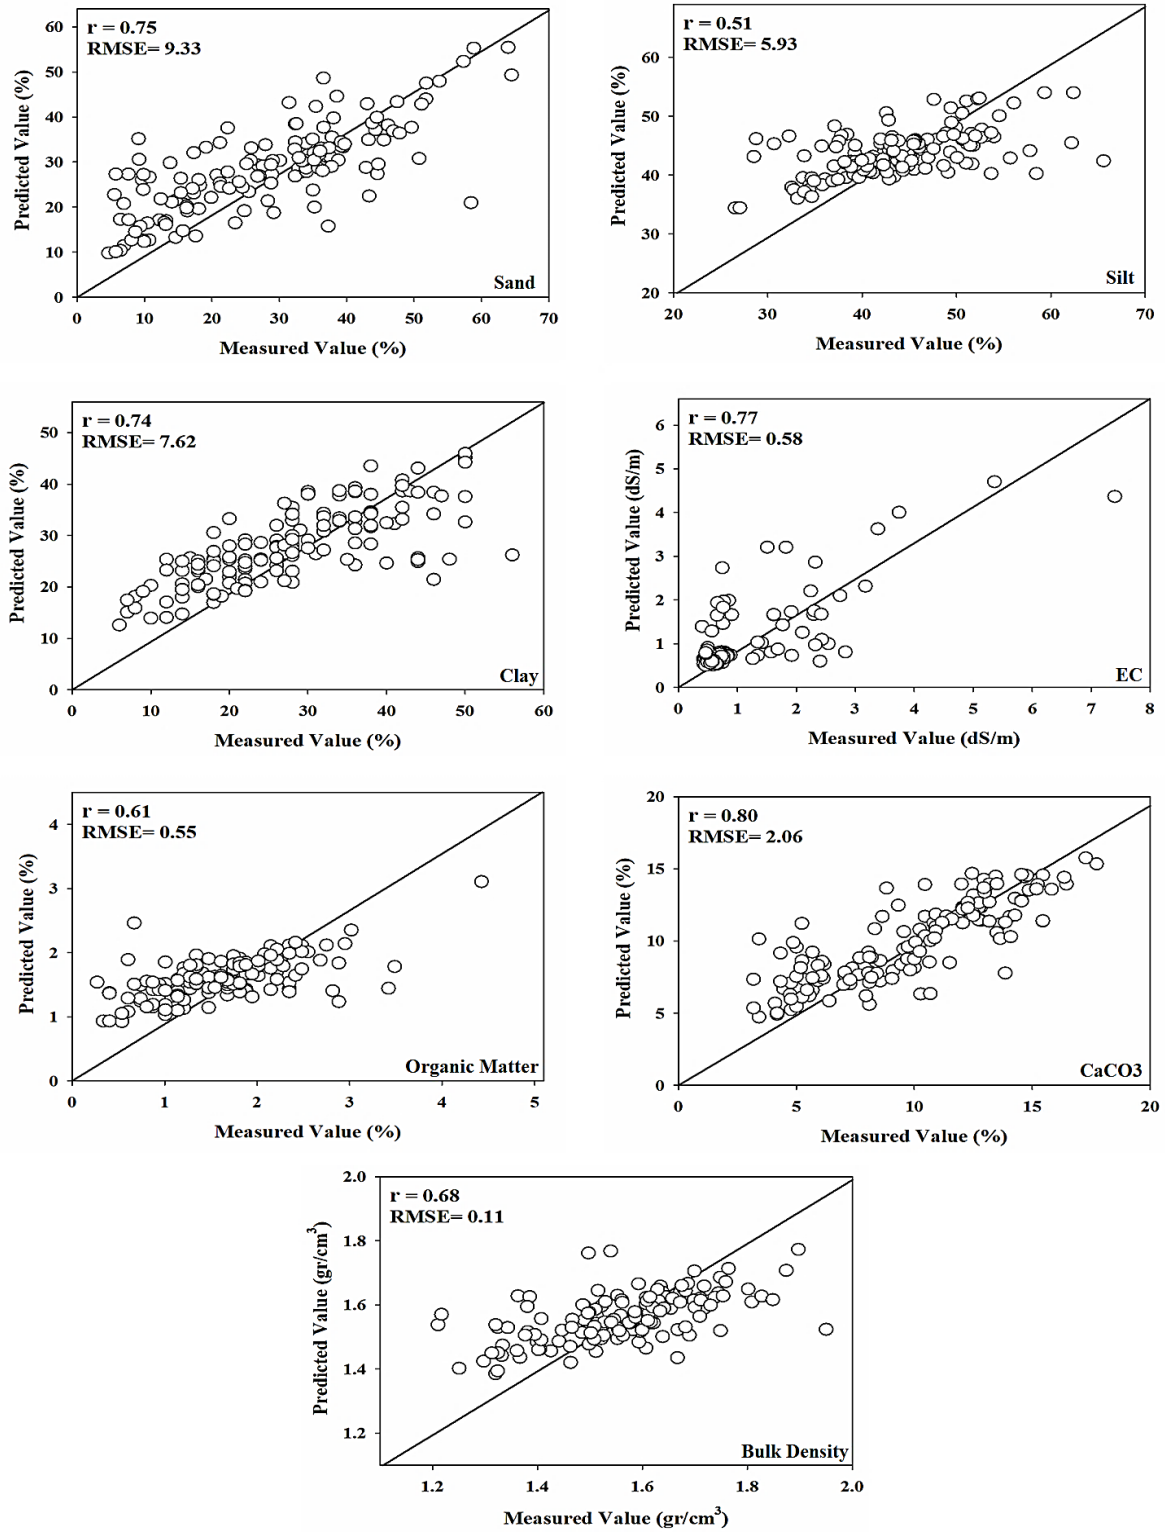 r = 0.75
RMSE= 9.33
60
50
40
30
20
10
0
Predicted Value (%)
Sand
0 10 20 30 40 50 60 70
Measured Value (%)
r = 0.51
RMSE= 5.93
60
50
40
30
20
Predicted Value (%)
Silt
20 30 40 50 60 70
Measured Value (%)
r = 0.74
RMSE= 7.62
50
40
30
20
10
0
Predicted Value (%)
Clay
0 10 20 30 40 50 60
Measured Value (%)
r = 0.77
RMSE= 0.58
6
5
4
3
2
1
0
Predicted Value (dS/m)
EC
0 1 2 3 4 5 6 7 8
Measured Value (dS/m)
r = 0.61
RMSE= 0.55
4
3
2
1
0
Predicted Value (%)
Organic Matter
0 1 2 3 4 5
Measured Value (%)
r = 0.80
RMSE= 2.06
20
15
10
5
0
Predicted Value (%)
CaCO3
0 5 10 15 20
Measured Value (%)
r = 0.68
RMSE= 0.11
2.0
1.8
1.6
1.4
1.2
Predicted Value (gr/cm³)
Bulk Density
1.2 1.4 1.6 1.8 2.0
Measured Value (gr/cm³)